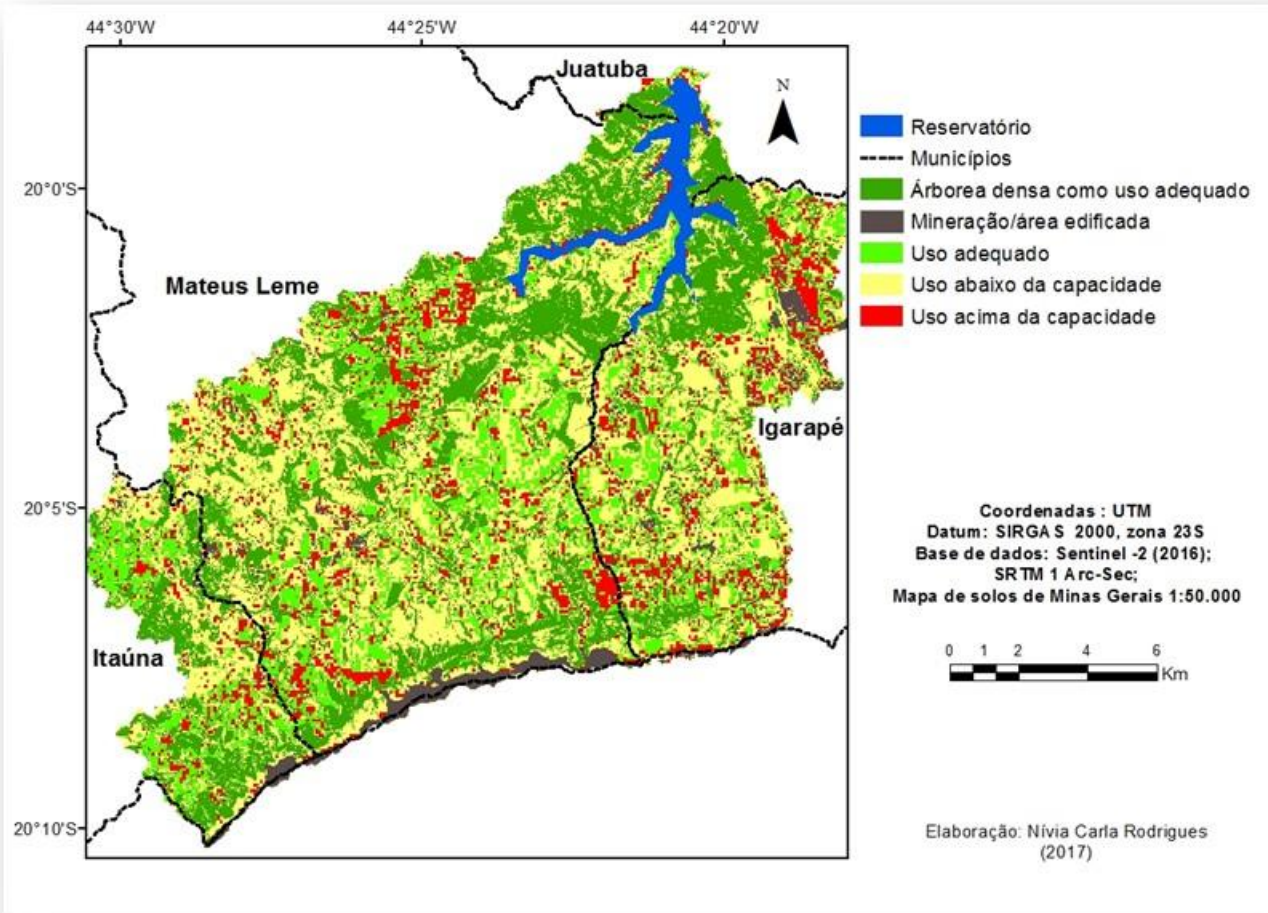 44°30'W 44°25'W 44°20'W
Juatuba
N
20°0'S
Mateus Leme
Igarapé
20°5'S
Itaúna
20°10'S
Reservatório
Municípios
Árborea densa como uso adequado
Mineração/área edificada
Uso adequado
Uso abaixo da capacidade
Uso acima da capacidade
Coordenadas : UTM
Datum: SIRGAS 2000, zona 23S
Base de dados: Sentinel -2 (2016);
SRTM 1 Arc-Sec;
Mapa de solos de Minas Gerais 1:50.000
0 1 2 4 6
Km
Elaboração: Nívia Carla Rodrigues
(2017)